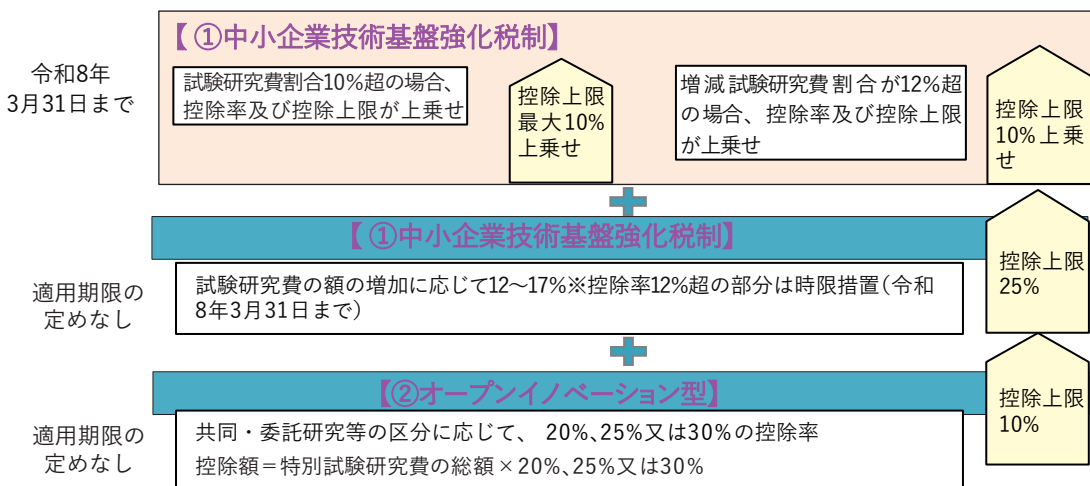 【①中小企業技術基盤強化税制】
令和8年
3月31日まで
試験研究費割合10%超の場合、
控除率及び控除上限が上乗せ
控除上限
最大10%
上乗せ
増減試験研究費割合が12%超
の場合、控除率及び控除上限
が上乗せ
控除上限
10%上乗
せ
【①中小企業技術基盤強化税制】
適用期限の
定めなし
試験研究費の額の増加に応じて12～17%※控除率12%超の部分は時限措置(令和
8年3月31日まで)
控除上限
25%
【②オープンイノベーション型】
適用期限の
定めなし
共同・委託研究等の区分に応じて、 20%、25%又は30%の控除率
控除額＝特別試験研究費の総額×20%、25%又は30%
控除上限
10%